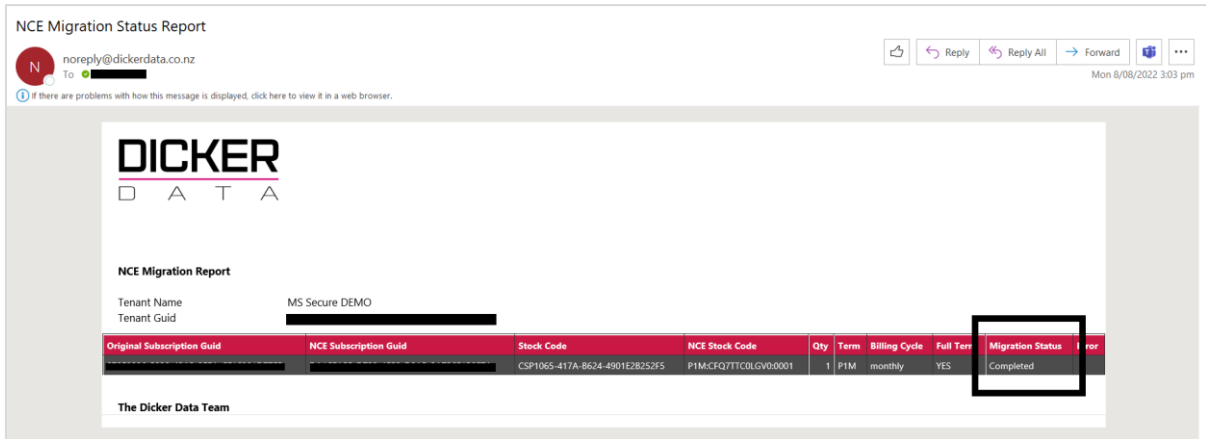 NCE Migration Status Report
N
noreply@dickerdata.co.nz
To
Reply
Reply All
Forward
Mon 8/08/2022 3:03 pm
If there are problems with how this message is displayed, click here to view it in a web browser.
DICKER
DATA
NCE Migration Report
Tenant Name MS Secure DEMO
Tenant Guid
Original Subscription Guid NCE Subscription Guid Stock Code NCE Stock Code Qty Term Billing Cycle Full Term Migration Status Error
CSP1065-417A-B624-4901E2B252F5 P1M:CFQ7TTC0LGV0:0001 1 P1M monthly YES Completed
The Dicker Data Team